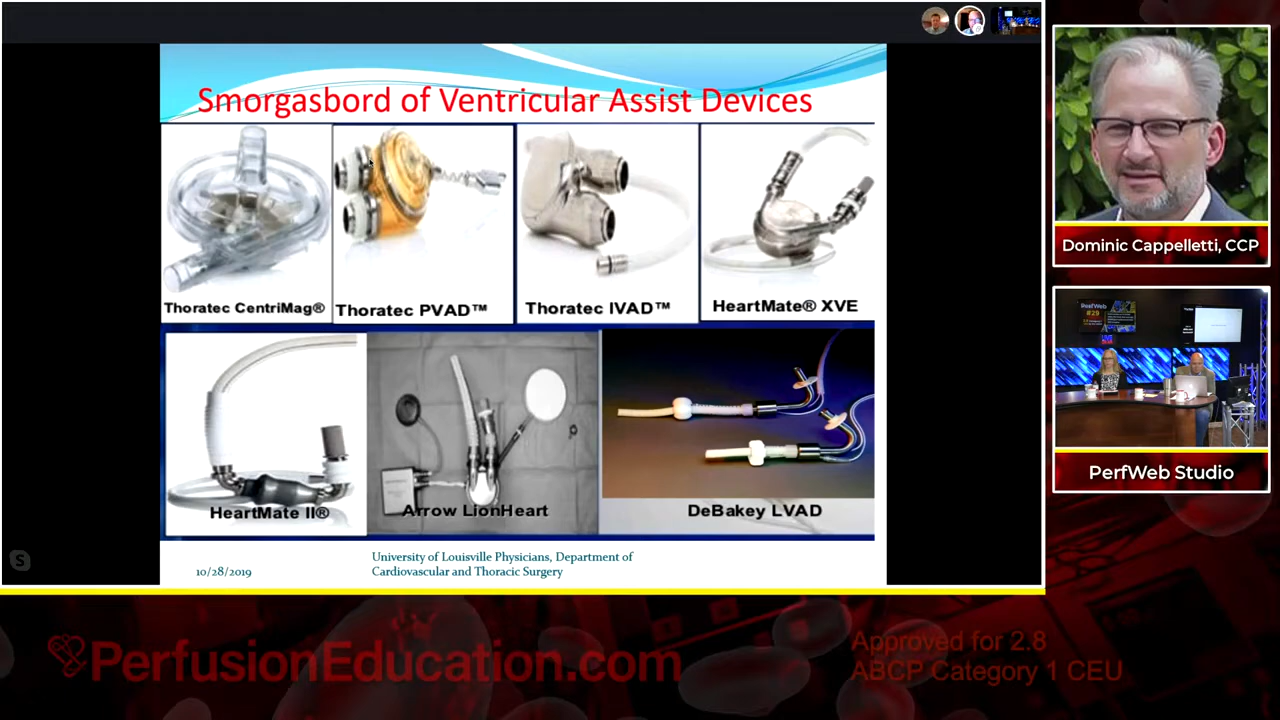 Smorgasbord of Ventricular Assist Devices
Thoratec CentriMag®
Thoratec PVAD™
Thoratec IVAD™
HeartMate® XVE
HeartMate II®
Arrow LionHeart
DeBakey LVAD
10/28/2019
University of Louisville Physicians, Department of
Cardiovascular and Thoracic Surgery
S
Dominic Cappelletti, CCP
PerfWeb
#29
PerfWeb Studio
PerfusionEducation.com
Approved for 2.8
ABCP Category 1 CEU